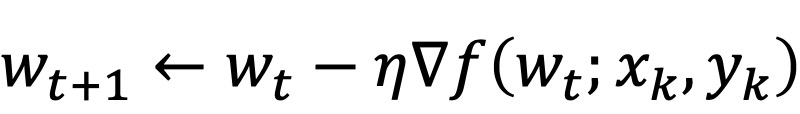 w_{t+1} ← w_t − η∇f(w_t; x_k, y_k)